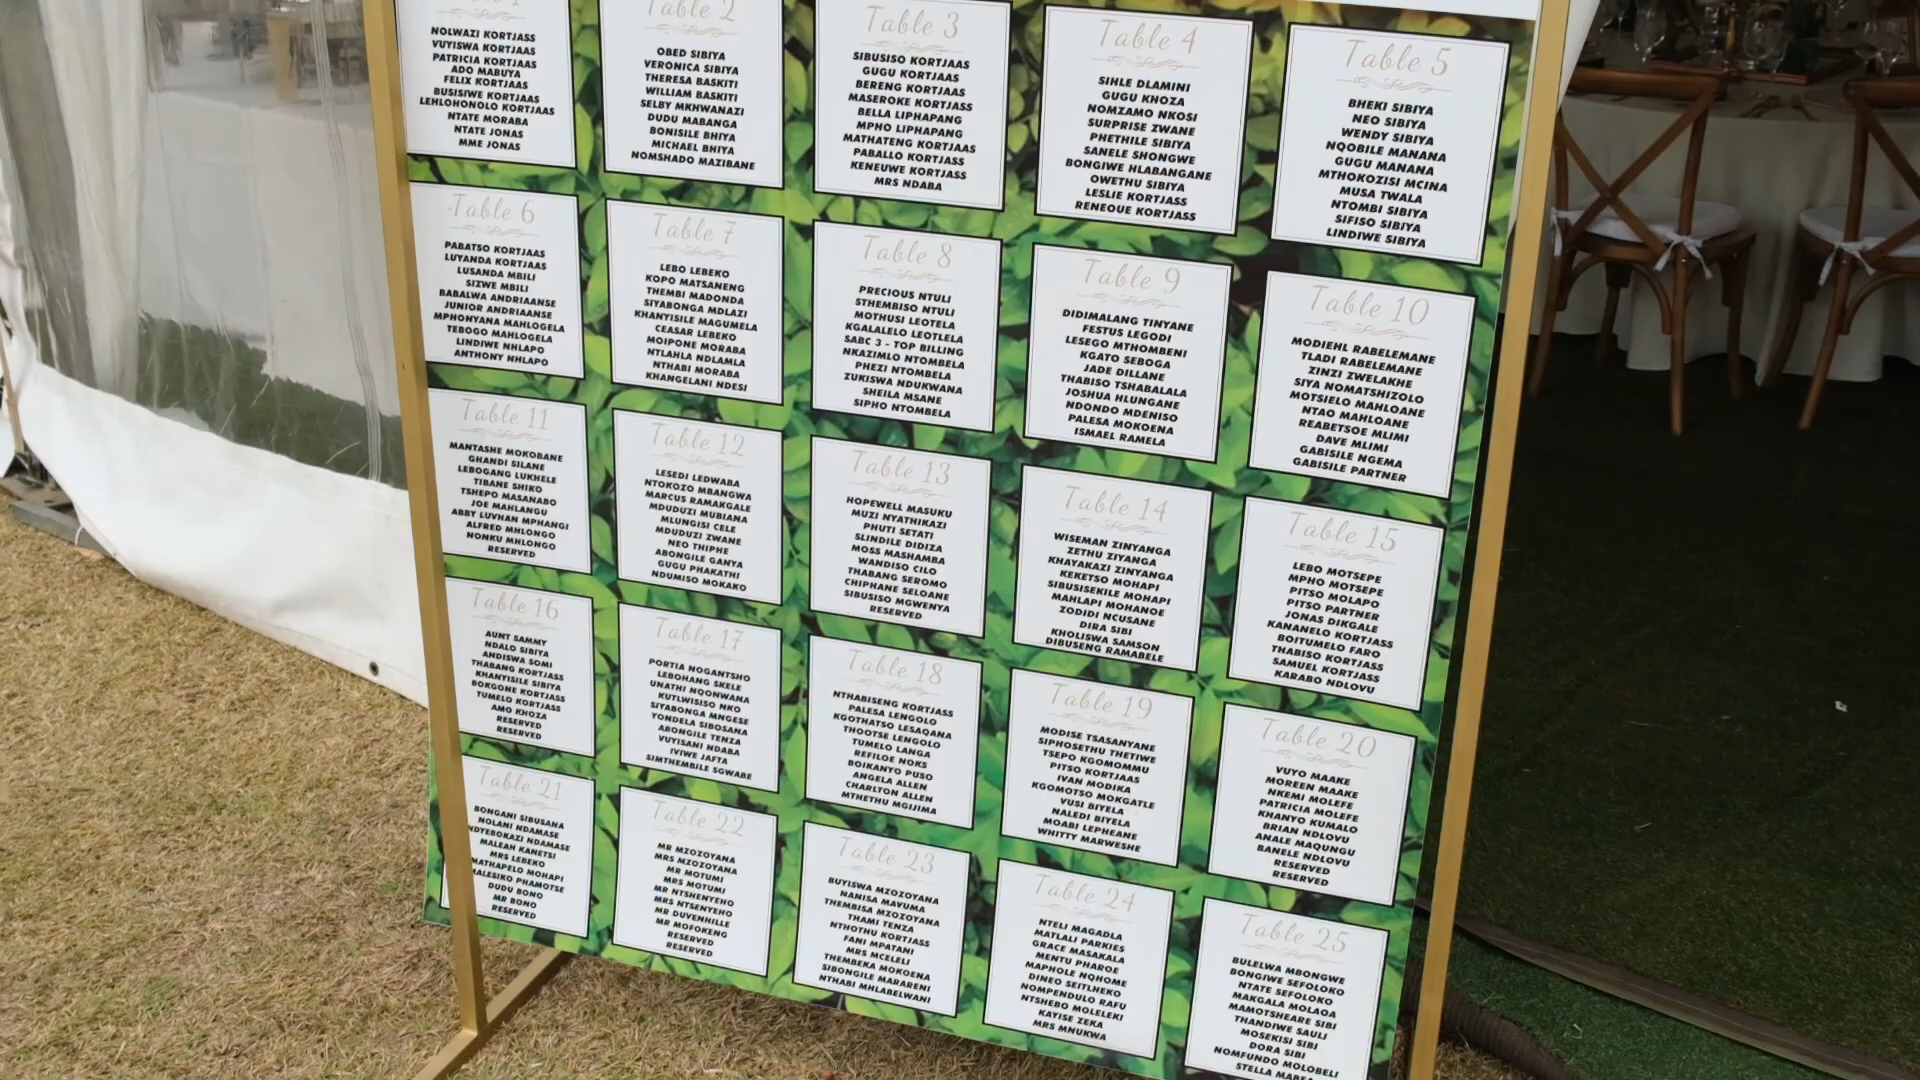 Table 1
NOLWAZI KORTJASS
VUYISWA KORTJAAS
PATRICIA KORTJAAS
ADO MABUYA
FELIX KORTJAAS
BUSISIWE KORTJAAS
LEHLOHONOLO KORTJAAS
NTATE MORABA
NTATE JONAS
MME JONAS
Table 2
OBED SIBIYA
VERONICA SIBIYA
THERESA BASKITI
WILLIAM BASKITI
SELBY MKHWANAZI
DUDU MABANGA
BONISILE BHIYA
MICHAEL BHIYA
NOMSHADO MAZIBANE
Table 3
SIBUSISO KORTJAAS
GUGU KORTJAAS
BERENG KORTJAAS
MASEROKE KORTJASS
BELLA LIPHAPANG
MPHO LIPHAPANG
MATHATENG KORTJAAS
PABALLO KORTJASS
KENEUWE KORTJASS
MRS NDABA
Table 4
SIHLE DLAMINI
GUGU KHOZA
NOMZAMO NKOSI
SURPRISE ZWANE
PHETHILE SIBIYA
SANELE SHONGWE
BONGIWE HLABANGANE
OWETHU SIBIYA
LESLIE KORTJASS
RENEOUE KORTJASS
Table 5
BHEKI SIBIYA
NEO SIBIYA
WENDY SIBIYA
NQOBILE MANANA
GUGU MANANA
MTHOKOZISI MCINA
MUSA TWALA
NTOMBI SIBIYA
SIFISO SIBIYA
LINDIWE SIBIYA
Table 6
PABATSO KORTJAAS
LUYANDA KORTJAAS
LUSANDA MBILI
SIZWE MBILI
BABALWA ANDRIAANSE
JUNIOR ANDRIAANSE
MPHONYANA MAHLOGELA
TEBOGO MAHLOGELA
LINDIWE NHLAPO
ANTHONY NHLAPO
Table 7
LEBO LEBEKO
KOPO MATSANENG
THEMBI MADONDA
SIYABONGA MDLAZI
KHANYISILE MAGUMELA
CEASAR LEBEKO
MOIPONE MORABA
NTLAHLA NDLAMLA
NTHABI MORABA
KHANGELANI NDESI
Table 8
PRECIOUS NTULI
STHEMBISO NTULI
MOTHUSI LEOTELA
KGALALELO LEOTLELA
SABC 3 - TOP BILLING
NKAZIMLO NTOMBELA
PHEZI NTOMBELA
ZUKISWA NDUKWANA
SHEILA MSANE
SIPHO NTOMBELA
Table 9
DIDIMALANG TINYANE
FESTUS LEGODI
LESEGO MTHOMBENI
KGATO SEBOGA
JADE DILLANE
THABISO TSHABALALA
JOSHUA HLUNGANE
NDONDO MDENISO
PALESA MOKOENA
ISMAEL RAMELA
Table 10
MODIEHL RABELEMANE
TLADI RABELEMANE
ZINZI ZWELAKHE
SIYA NOMATSHIZOLO
MOTSIELO MAHLOANE
NTAO MAHLOANE
REABETSOE MLIMI
DAVE MLIMI
GABISILE NGEMA
GABISILE PARTNER
Table 11
MANTASHE MOKOBANE
GHANDI SILANE
LEBOGANG LUKHELE
TIBANE SHIKO
TSHEPO MASANABO
JOE MAHLANGU
ABBY LUVHAN MPHANGI
ALFRED MHLONGO
NONKU MHLONGO
RESERVED
Table 12
LESEDI LEDWABA
NTOKOZO MBANGWA
MARCUS RAMAKGALE
MDUDUZI MUBIANA
MLUNGISI CELE
MDUDUZI ZWANE
NEO THIPHE
ABONGILE GANYA
GUGU PHAKATHI
NDUMISO MOKAKO
Table 13
HOPEWELL MASUKU
MUZI NYATHIKAZI
PHUTI SETATI
SLINDILE DIDIZA
MOSS MASHAMBA
WANDISO CILO
THABANG SEROMO
CHIPHANE SELOANE
SIBUSISO MGWENYA
RESERVED
Table 14
WISEMAN ZINYANGA
ZETHU ZIYANGA
KHAYAKAZI ZINYANGA
KEKETSO MOHAPI
SIBUSISEKILE MOHAPI
MAHLAPI MOHANOE
ZODIDI NCUSANE
DIRA SIBI
KHOLISWA SAMSON
DIBUSENG RAMABELE
Table 15
LEBO MOTSEPE
MPHO MOTSEPE
PITSO MOLAPO
PITSO PARTNER
JONAS DIKGALE
KANANELO KORTJASS
BOITUMELO FARO
THABISO KORTJASS
SAMUEL KORTJASS
KARABO NDLOVU
Table 16
AUNT SAMMY
NDALO SIBIYA
ANDISWA SOMI
THABANG KORTJASS
KHANYISILE SIBIYA
BOKGONE KORTJASS
TUMELO KORTJASS
AMO KHOZA
RESERVED
RESERVED
Table 17
PORTIA NOGANTSHO
LEBOHANG SKELE
UNATHI NQONWANA
KUTLWISISO NKO
SIYABONGA MNGESE
YONDELA SIBOSANA
ABONGILE TENZA
VUYISANI NDABA
IVIWE JAFTA
SIMTHEMBILE SGWABE
Table 18
NTHABISENG KORTJASS
PALESA LENGOLO
KGOTHATSO LESAQANA
THOOTSE LENGOLO
TUMELO LANGA
REFILOE NOKS
BOIKANYO PUSO
ANGELA ALLEN
CHARLTON ALLEN
MTHETHU MGIJIMA
Table 19
MODISE TSASANYANE
SIPHOSETHU THETIWE
TSEPO KGOMOMMU
PITSO KORTJAAS
IVAN MODIKA
KGOMOTSO MOKGATLE
VUSI BIYELA
NALEDI BIYELA
MOABI LEPHEANE
WHITTY MARWESHE
Table 20
VUYO MAAKE
MOREEN MAAKE
NKEMI MOLEFE
PATRICIA MOLEFE
KHANYO KUMALO
BRIAN NDLOVU
ANALE MAQUNGU
BANELE NDLOVU
RESERVED
RESERVED
Table 21
BONGANI SIBUSANA
NOLANI NDAMASE
NDYEBOKAZI NDAMASE
MALEAH KANETSI
MRS LEBEKO
MATHAPELO MOHAPI
MALESIKO PHAMOTSE
DUDU BONO
MR BONO
RESERVED
Table 22
MR MZOZOYANA
MRS MZOZOYANA
MR MOTUMI
MRS MOTUMI
MR NTSHENYEHO
MRS NTSENYEHO
MR DUVENHILLE
MR MOFOKENG
RESERVED
RESERVED
Table 23
BUYISWA MZOZOYANA
NANISA MAVUMA
THEMBISA MZOZOYANA
THAMI TENZA
NTHOTHU KORTJASS
FANI MPATANI
MRS MCELELI
THEMBEKA MOKOENA
SIBONGILE MARARENI
NTHABI MHLABELWANI
Table 24
NTELI MAGADLA
MATLALI PARKIES
GRACE MASAKALA
MENTU PHAROE
MAPHOLE NQHOME
DINEO SEITLHEKO
NOMPENDULO RAFU
NTSHEBO MOLELEKI
KAYISE ZEKA
MRS MNUKWA
Table 25
BULELWA MBONGWE
BONGIWE SEFOLOKO
NTATE SEFOLOKO
MAKGALA MOLAOA
MAMOTSHEARE SIBI
THANDIWE SAULI
MOSEKISI SIBI
DORA SIBI
NOMFUNDO MOLOBELI
STELLA